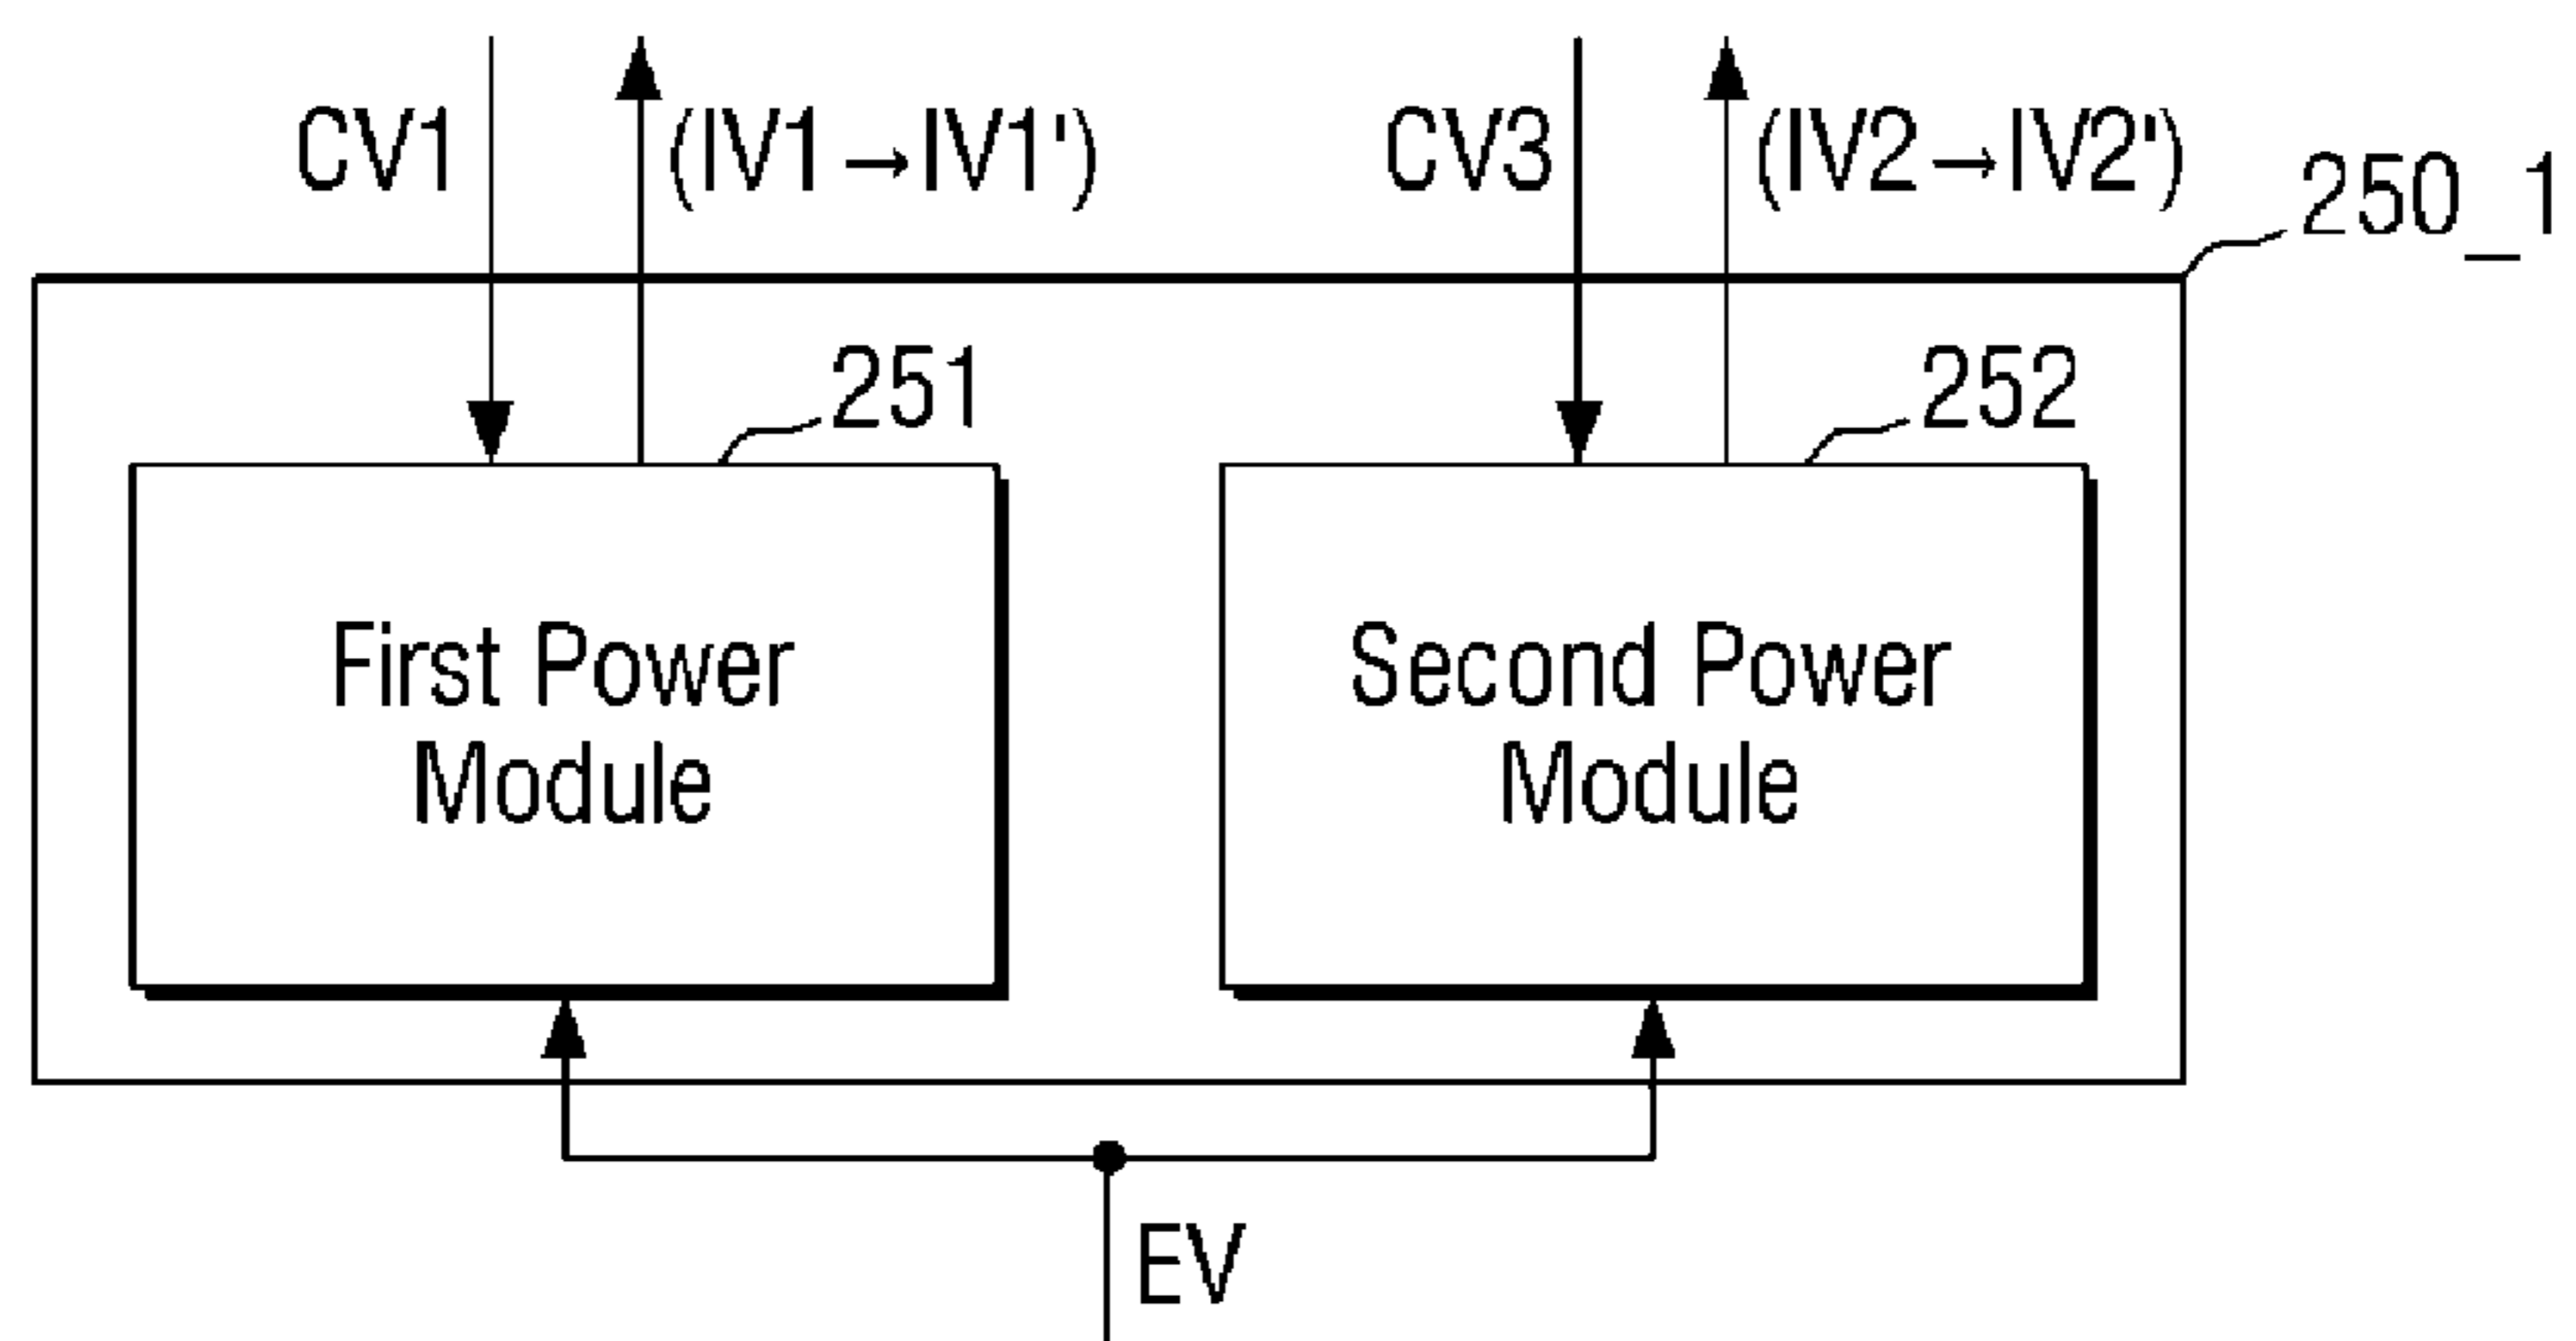 CV1
(IV1→IV1')
CV3
(IV2→IV2')
250_1
251
252
First Power
Module
Second Power
Module
EV